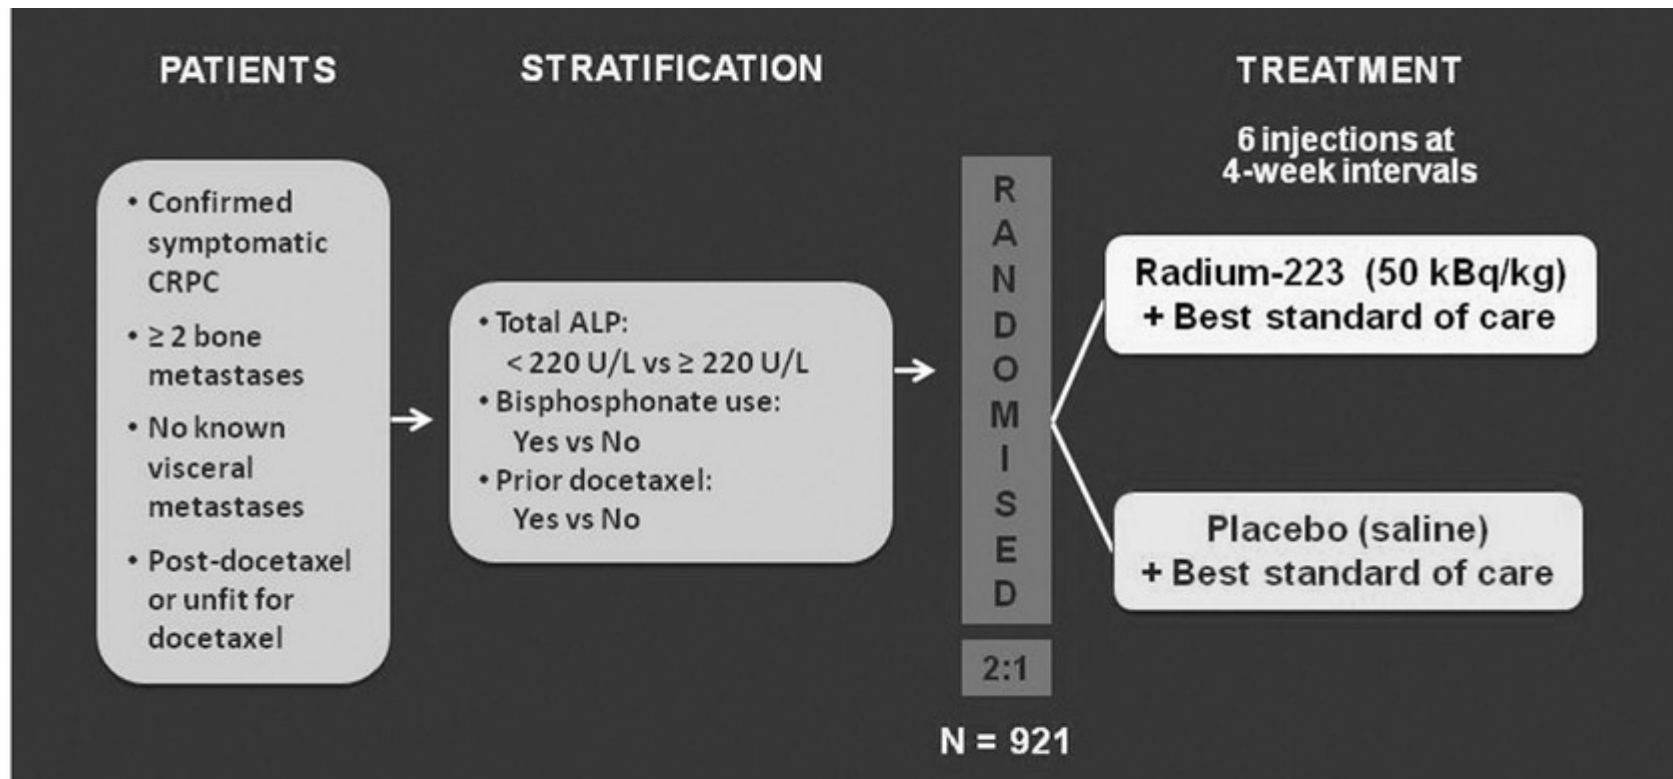 PATIENTS
• Confirmed
symptomatic
CRPC
• ≥ 2 bone
metastases
• No known
visceral
metastases
• Post-docetaxel
or unfit for
docetaxel
STRATIFICATION
• Total ALP:
< 220 U/L vs ≥ 220 U/L
• Bisphosphonate use:
Yes vs No
• Prior docetaxel:
Yes vs No
RANDOMISED
2:1
N = 921
TREATMENT
6 injections at
4-week intervals
Radium-223 (50 kBq/kg)
+ Best standard of care
Placebo (saline)
+ Best standard of care